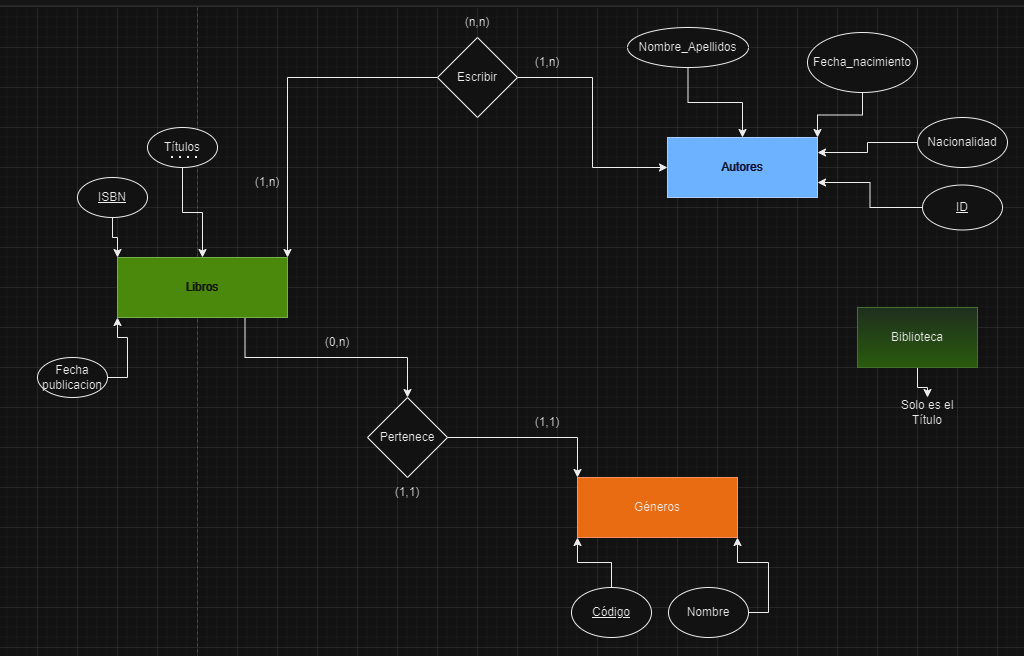 (n,n)
Escribir
(1,n)
Nombre_Apellidos
Fecha_nacimiento
Nacionalidad
Autores
ID
Títulos
(1,n)
ISBN
Libros
Fecha
publicacion
(0,n)
Pertenece
(1,1)
(1,1)
Géneros
Código
Nombre
Biblioteca
Solo es el
Título